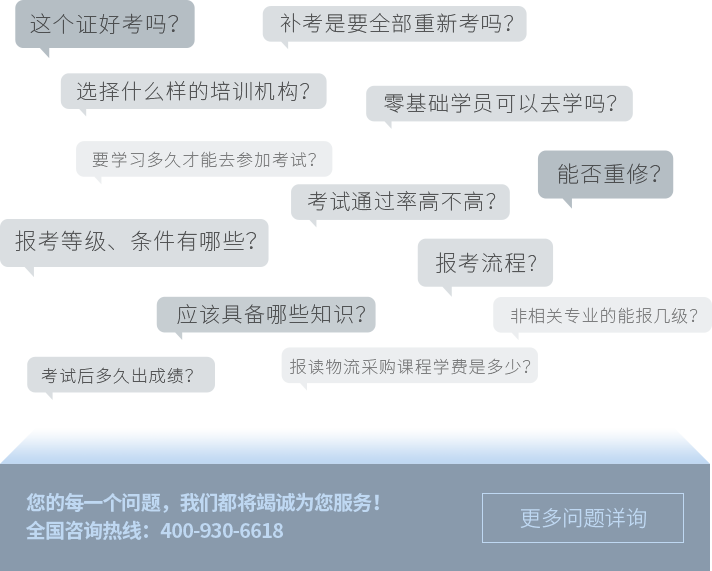 这个证好考吗？
补考是要全部重新考吗？
选择什么样的培训机构？
零基础学员可以去学吗？
要学习多久才能去参加考试？
能否重修？
考试通过率高不高？
报考等级、条件有哪些？
报考流程？
应该具备哪些知识？
非相关专业的能报几级？
报读物流采购课程学费是多少？
考试后多久出成绩？
您的每一个问题，我们都将竭诚为您服务！
全国咨询热线：400-930-6618
更多问题详询